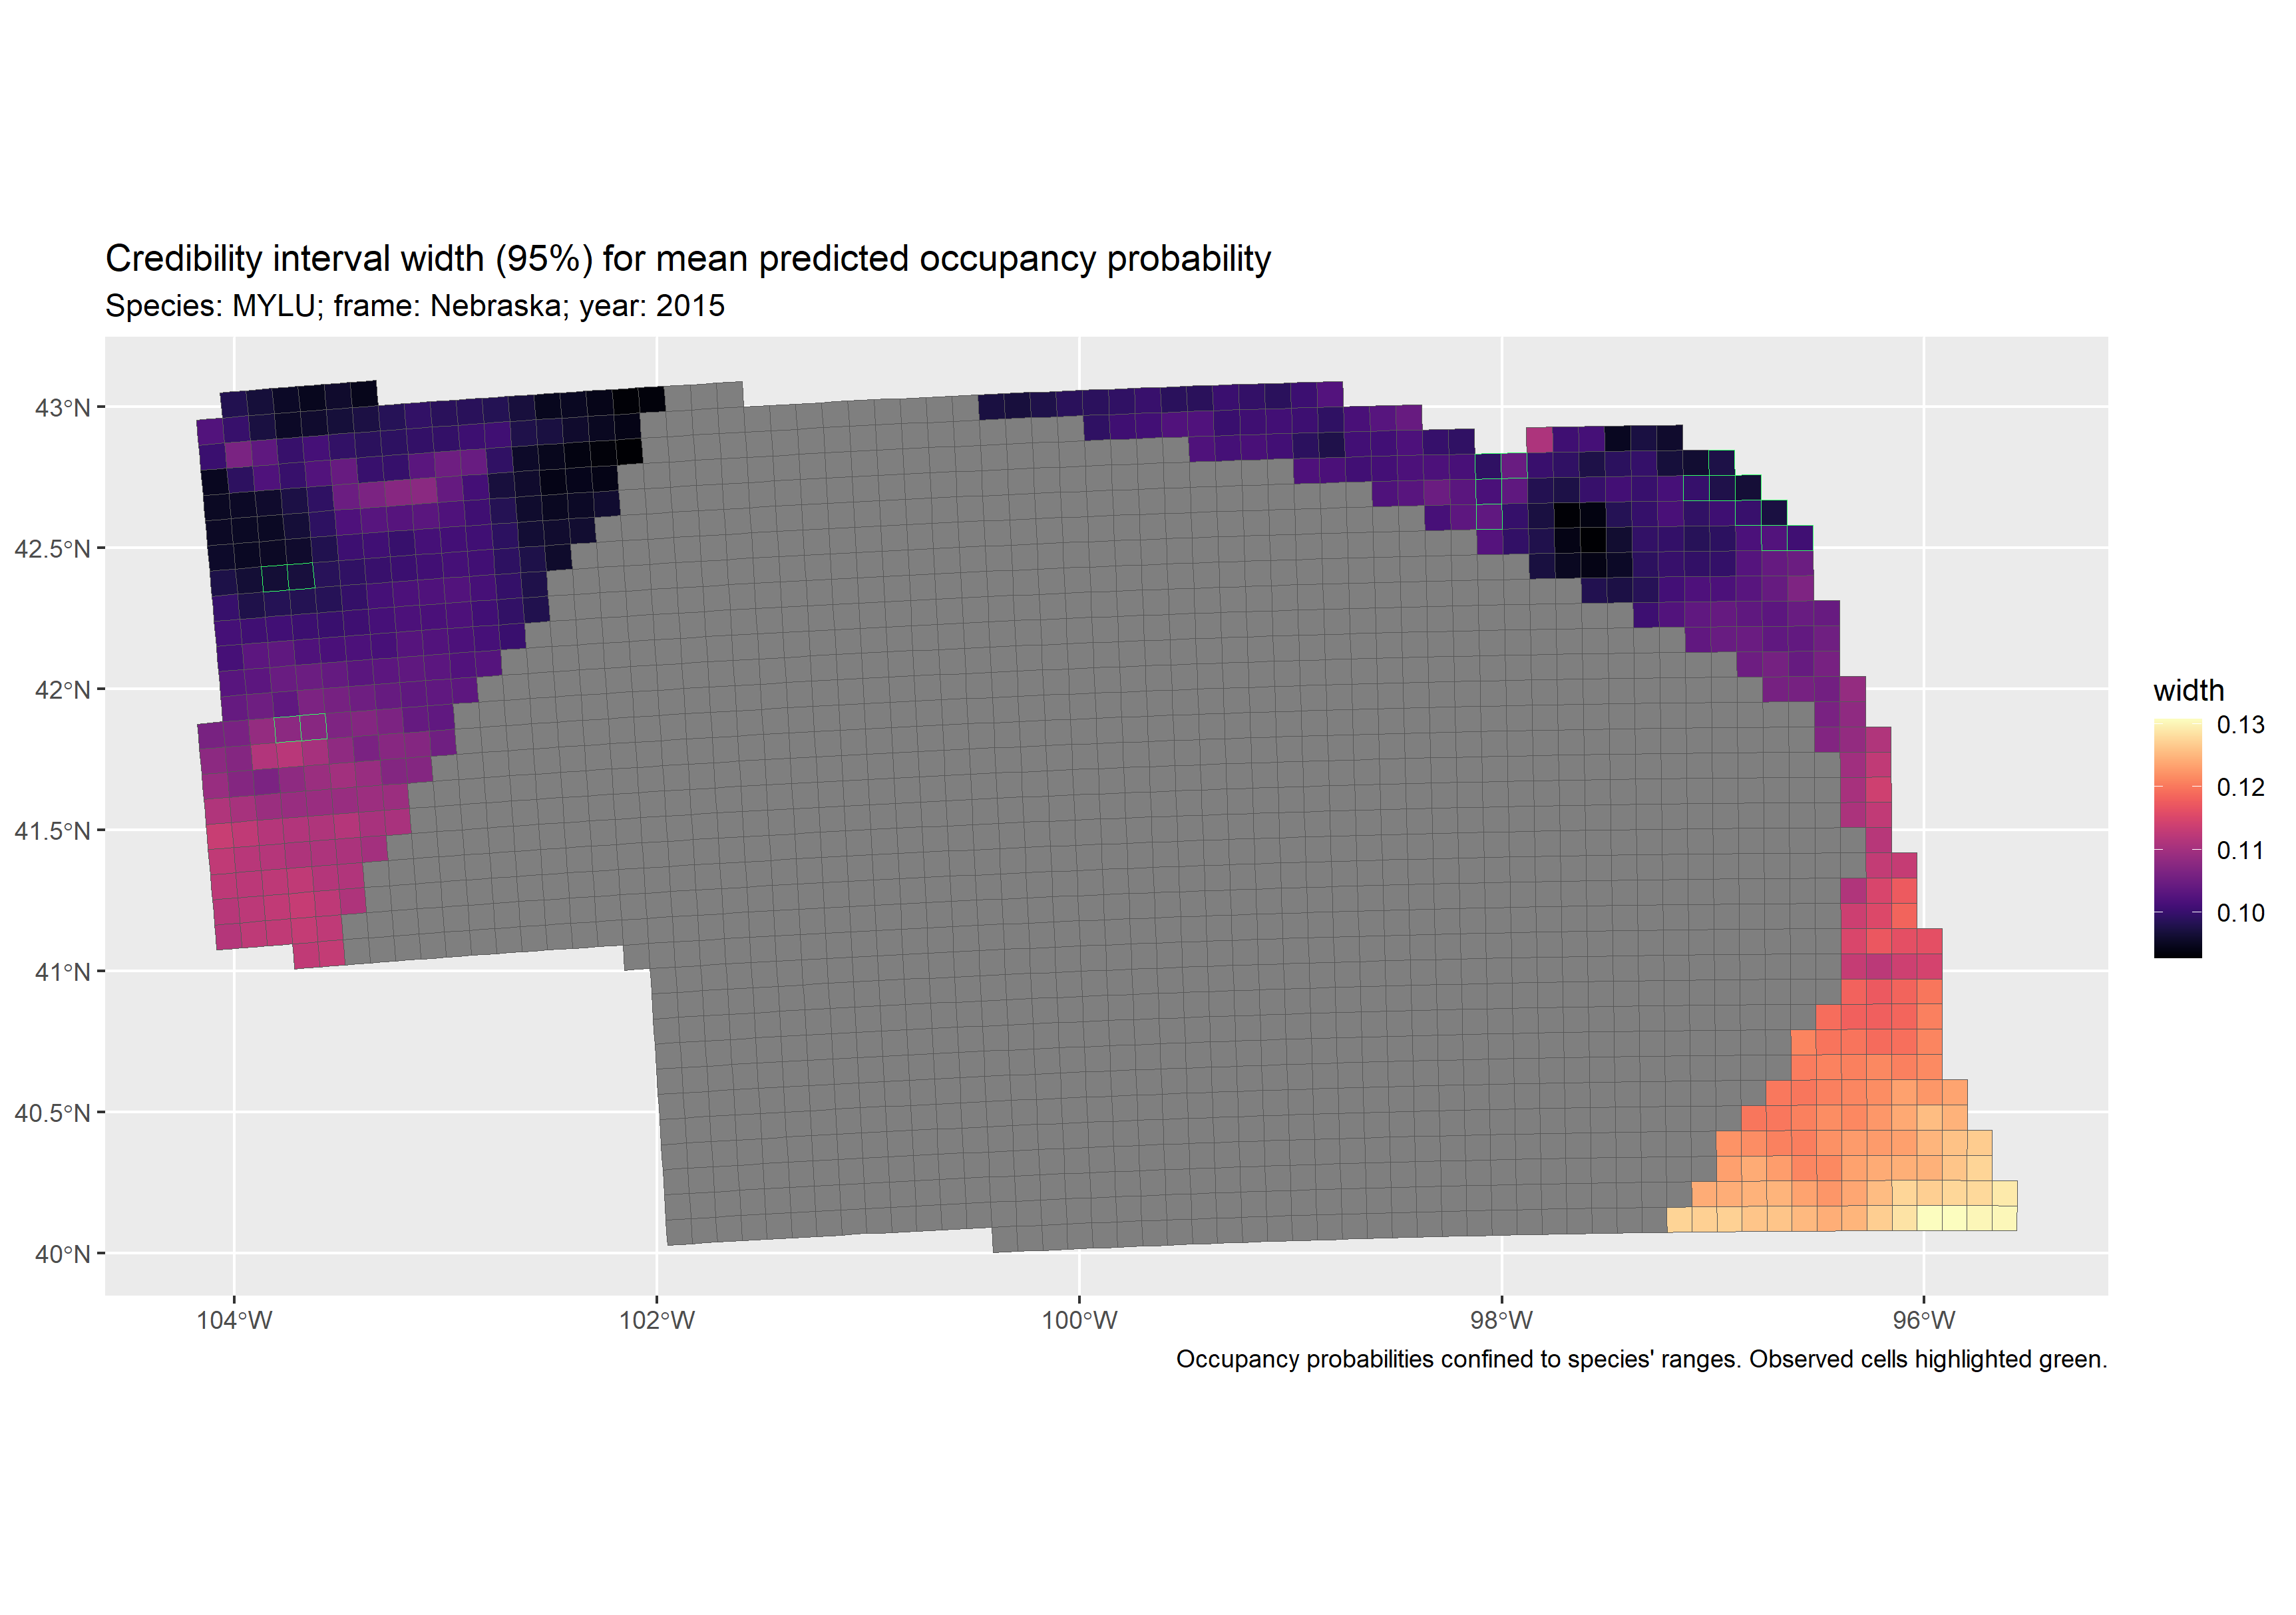 Credibility interval width (95%) for mean predicted occupancy probability
Species: MYLU; frame: Nebraska; year: 2015
43°N
42.5°N
42°N
41.5°N
41°N
40.5°N
40°N
104°W
102°W
100°W
98°W
96°W
width
0.13
0.12
0.11
0.10
Occupancy probabilities confined to species' ranges. Observed cells highlighted green.